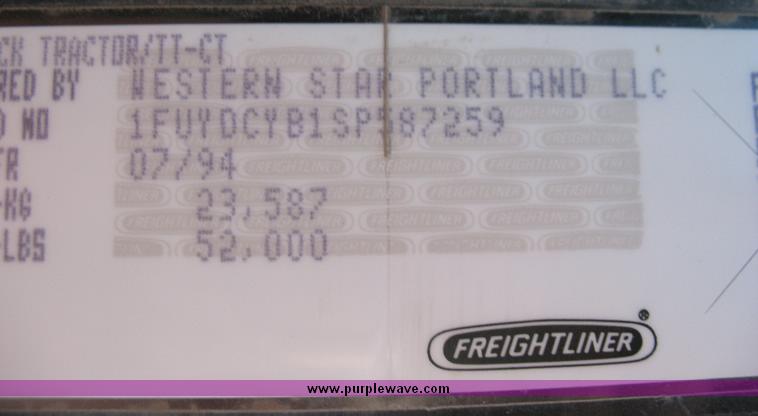 CK TRACTOR/TT-CT
RED BY WESTERN STAR PORTLAND LLC
NO 1FUYDCYB1SP587259
FR 07/94
-KG 23,587
-LBS 52,000
FREIGHTLINER®
www.purplewave.com